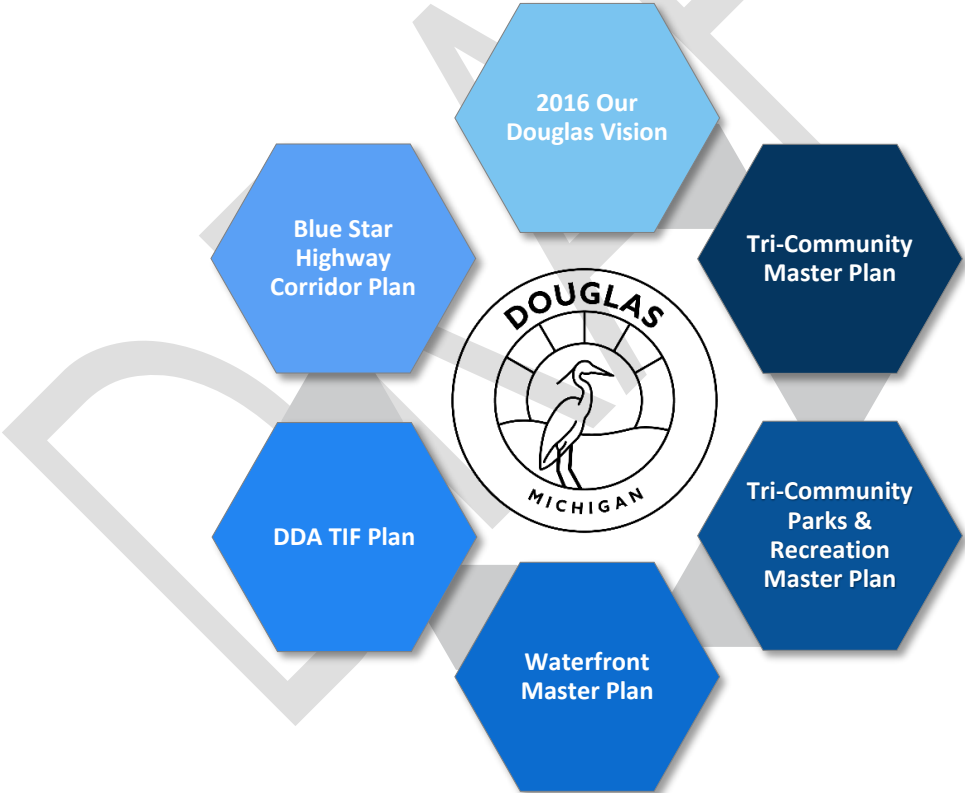 2016 Our
Douglas Vision
Tri-Community
Master Plan
Tri-Community
Parks &
Recreation
Master Plan
Waterfront
Master Plan
DDA TIF Plan
Blue Star
Highway
Corridor Plan
DOUGLAS
MICHIGAN